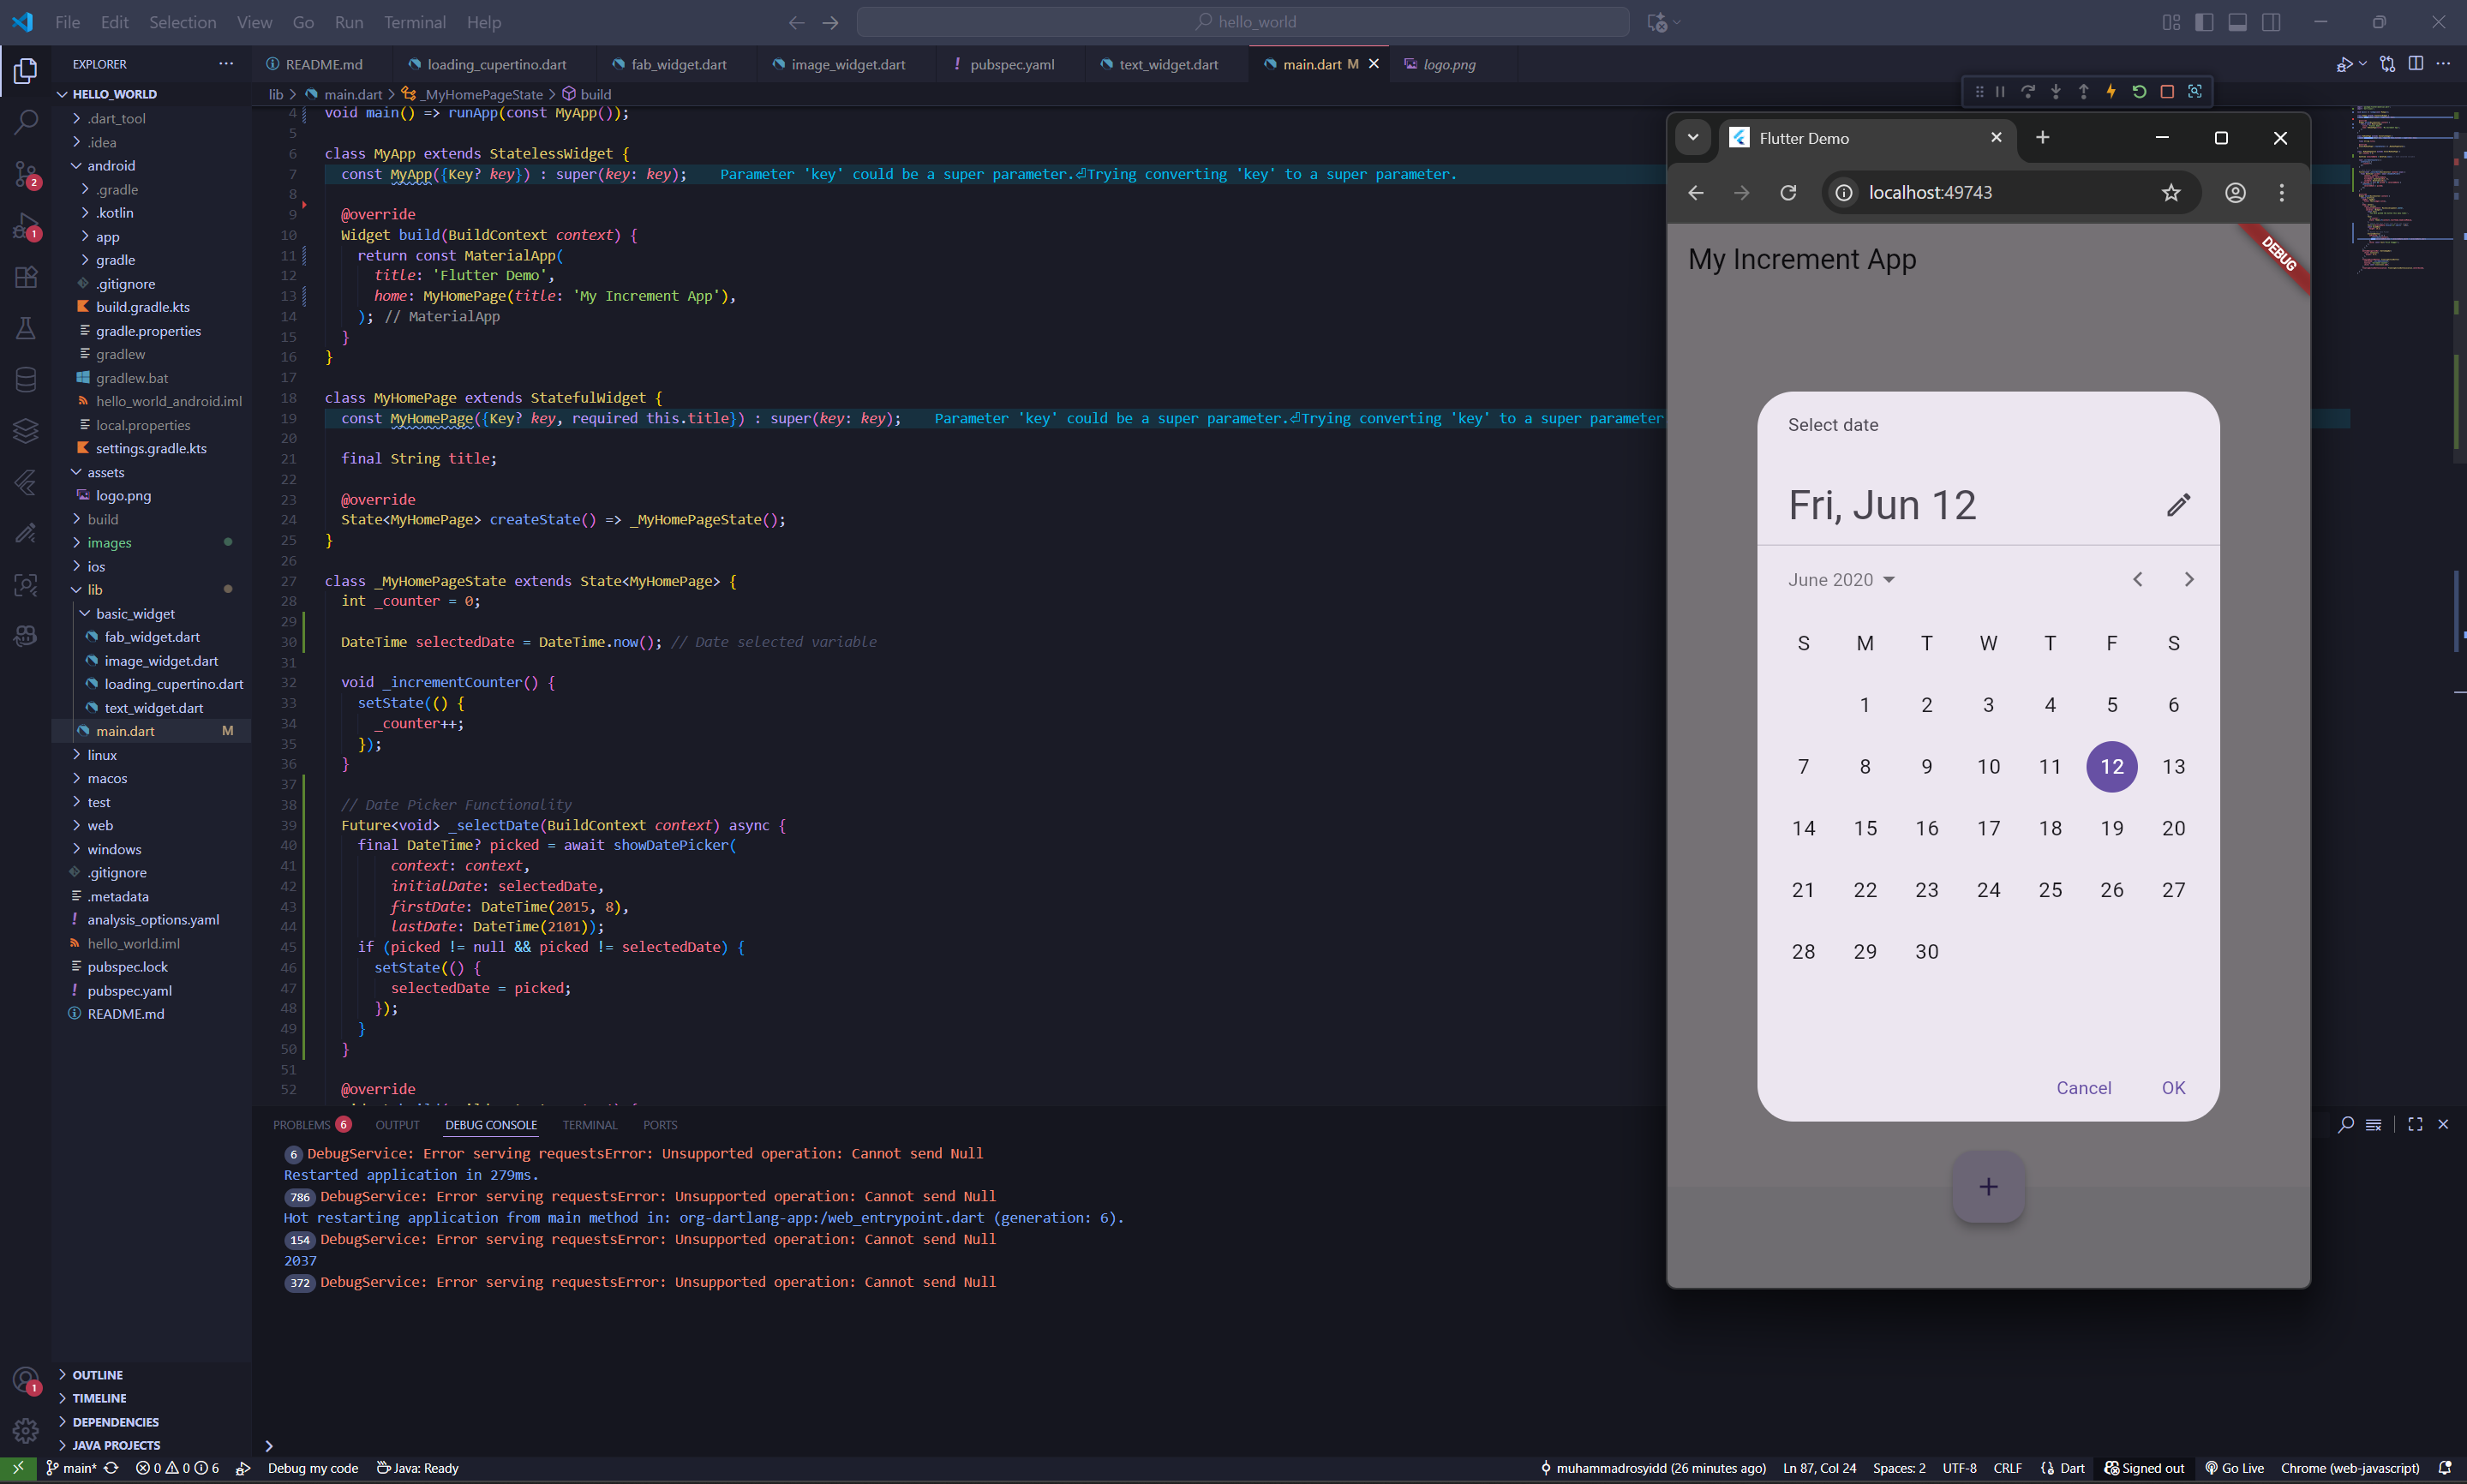 File Edit Selection View Go Run Terminal Help
hello_world
EXPLORER
HELLO_WORLD
.dart_tool
.idea
android
.gradle
.kotlin
app
gradle
.gitignore
build.gradle.kts
gradle.properties
gradlew
gradlew.bat
hello_world_android.iml
local.properties
settings.gradle.kts
assets
logo.png
build
images
ios
lib
basic_widget
fab_widget.dart
image_widget.dart
loading_cupertino.dart
text_widget.dart
main.dart M
linux
macos
test
web
windows
.gitignore
.metadata
analysis_options.yaml
hello_world.iml
pubspec.lock
pubspec.yaml
README.md
OUTLINE
TIMELINE
DEPENDENCIES
JAVA PROJECTS
2
1
1
README.md loading_cupertino.dart fab_widget.dart image_widget.dart pubspec.yaml text_widget.dart main.dart M logo.png
lib > main.dart > _MyHomePageState > build
4 void main() => runApp(const MyApp());
5
6 class MyApp extends StatelessWidget {
7 const MyApp({Key? key}) : super(key: key); Parameter 'key' could be a super parameter.⏎Trying converting 'key' to a super parameter.
8
9 @override
10 Widget build(BuildContext context) {
11 return const MaterialApp(
12 title: 'Flutter Demo',
13 home: MyHomePage(title: 'My Increment App'),
14 ); // MaterialApp
15 }
16 }
17
18 class MyHomePage extends StatefulWidget {
19 const MyHomePage({Key? key, required this.title}) : super(key: key); Parameter 'key' could be a super parameter.⏎Trying converting 'key' to a super parameter
20
21 final String title;
22
23 @override
24 State<MyHomePage> createState() => _MyHomePageState();
25 }
26
27 class _MyHomePageState extends State<MyHomePage> {
28 int _counter = 0;
29
30 DateTime selectedDate = DateTime.now(); // Date selected variable
31
32 void _incrementCounter() {
33 setState(() {
34 _counter++;
35 });
36 }
37
38 // Date Picker Functionality
39 Future<void> _selectDate(BuildContext context) async {
40 final DateTime? picked = await showDatePicker(
41 context: context,
42 initialDate: selectedDate,
43 firstDate: DateTime(2015, 8),
44 lastDate: DateTime(2101));
45 if (picked != null && picked != selectedDate) {
46 setState(() {
47 selectedDate = picked;
48 });
49 }
50 }
51
52 @override
PROBLEMS 6 OUTPUT DEBUG CONSOLE TERMINAL PORTS
6 DebugService: Error serving requestsError: Unsupported operation: Cannot send Null
Restarted application in 279ms.
786 DebugService: Error serving requestsError: Unsupported operation: Cannot send Null
Hot restarting application from main method in: org-dartlang-app:/web_entrypoint.dart (generation: 6).
154 DebugService: Error serving requestsError: Unsupported operation: Cannot send Null
2037
372 DebugService: Error serving requestsError: Unsupported operation: Cannot send Null
Flutter Demo
localhost:49743
My Increment App
DEBUG
Select date
Fri, Jun 12
June 2020
S M T W T F S
1 2 3 4 5 6
7 8 9 10 11 12 13
14 15 16 17 18 19 20
21 22 23 24 25 26 27
28 29 30
Cancel OK
+
main* 0 0 6 Debug my code Java: Ready muhammadrosyidd (26 minutes ago) Ln 87, Col 24 Spaces: 2 UTF-8 CRLF {} Dart Signed out Go Live Chrome (web-javascript)